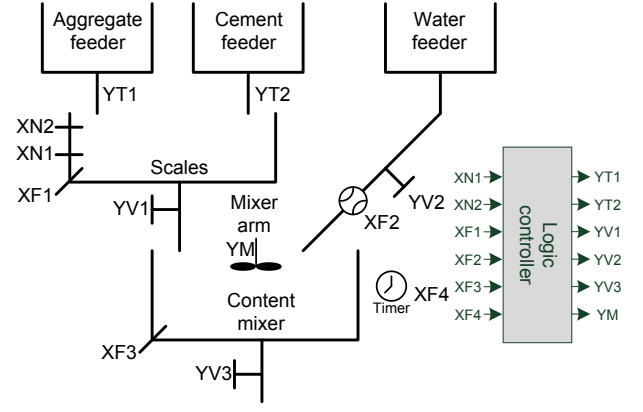 Aggregate
feeder
Cement
feeder
Water
feeder
YT1
YT2
XN2
XN1
XF1
Scales
YV1
Mixer
arm
YM
XF2
YV2
Content
mixer
XF3
YV3
Timer
XF4
XN1
XN2
XF1
XF2
XF3
XF4
Logic
controller
YT1
YT2
YV1
YV2
YV3
YM